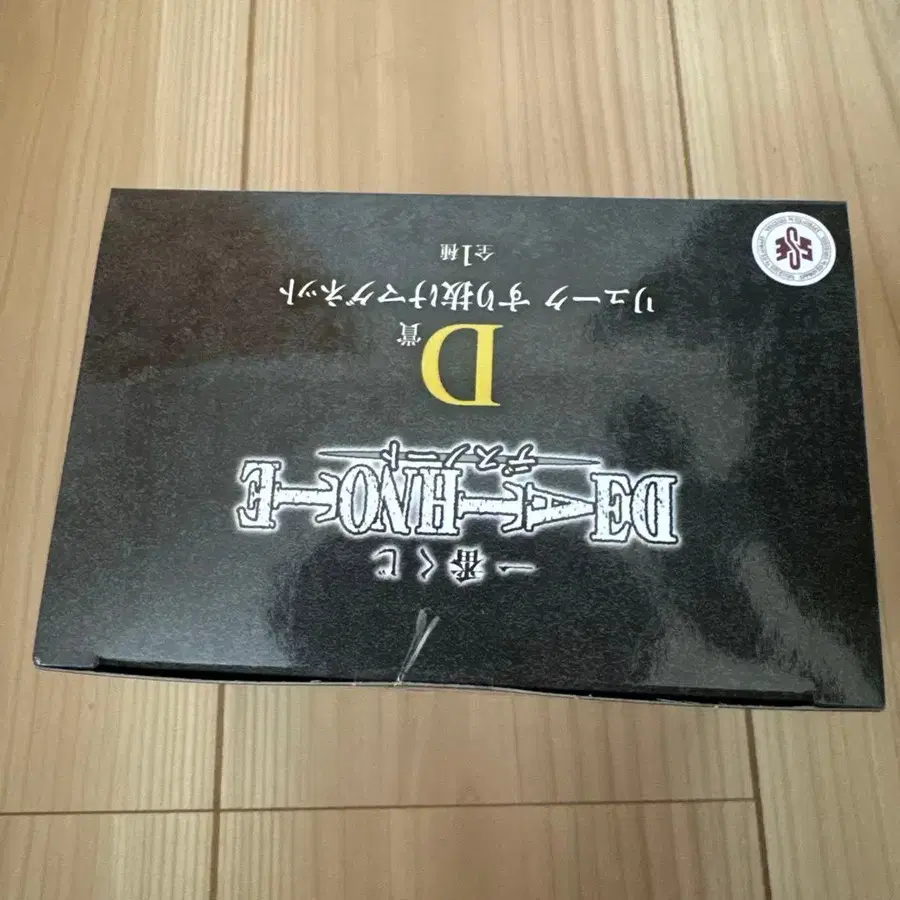 一番くじ
DEATH NOTE
デスノート
D賞
リューク すり抜けマグネット
全1種